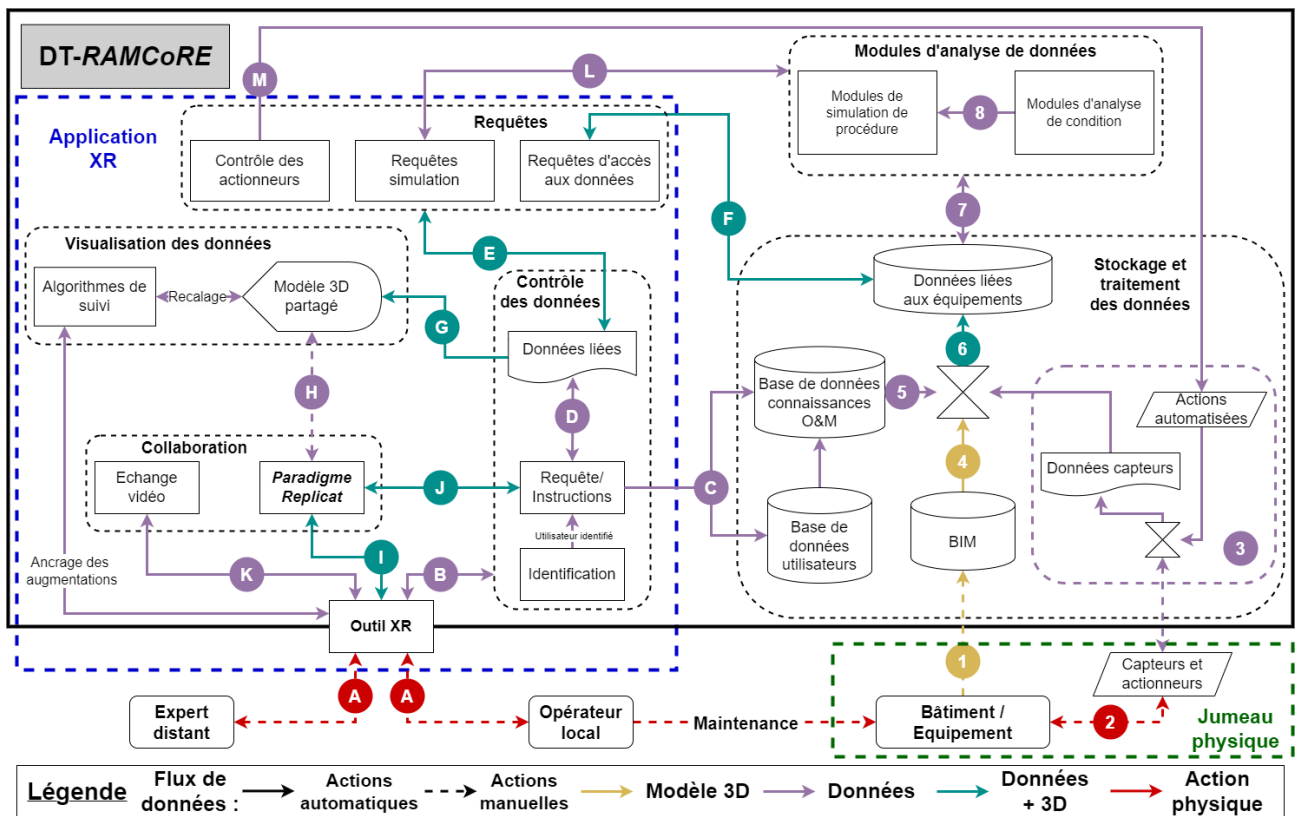 DT-RAMCoRE
M
L
Modules d'analyse de données
Modules de
simulation de
procédure
8
Modules d'analyse
de condition
Application
XR
Requêtes
Contrôle des
actionneurs
Requêtes
simulation
Requêtes d'accès
aux données
F
7
E
Visualisation des données
Algorithmes de
suivi
Recalage
Modèle 3D
partagé
G
Contrôle
des données
Données liées
Données liées
aux équipements
Stockage et
traitement
des données
6
H
D
Base de données
connaissances
O&M
5
Actions
automatisées
Collaboration
Echange
vidéo
Paradigme
Replicat
J
Requête/
Instructions
C
4
Données capteurs
Utilisateur identifié
Base de
données
utilisateurs
BIM
3
Ancrage des
augmentations
K
I
B
Identification
Outil XR
1
Capteurs et
actionneurs
A
A
Expert
distant
Opérateur
local
Maintenance
Bâtiment /
Equipement
2
Jumeau
physique
Légende
Flux de
données :
Actions
automatiques
Actions
manuelles
Modèle 3D
Données
Données
+ 3D
Action
physique